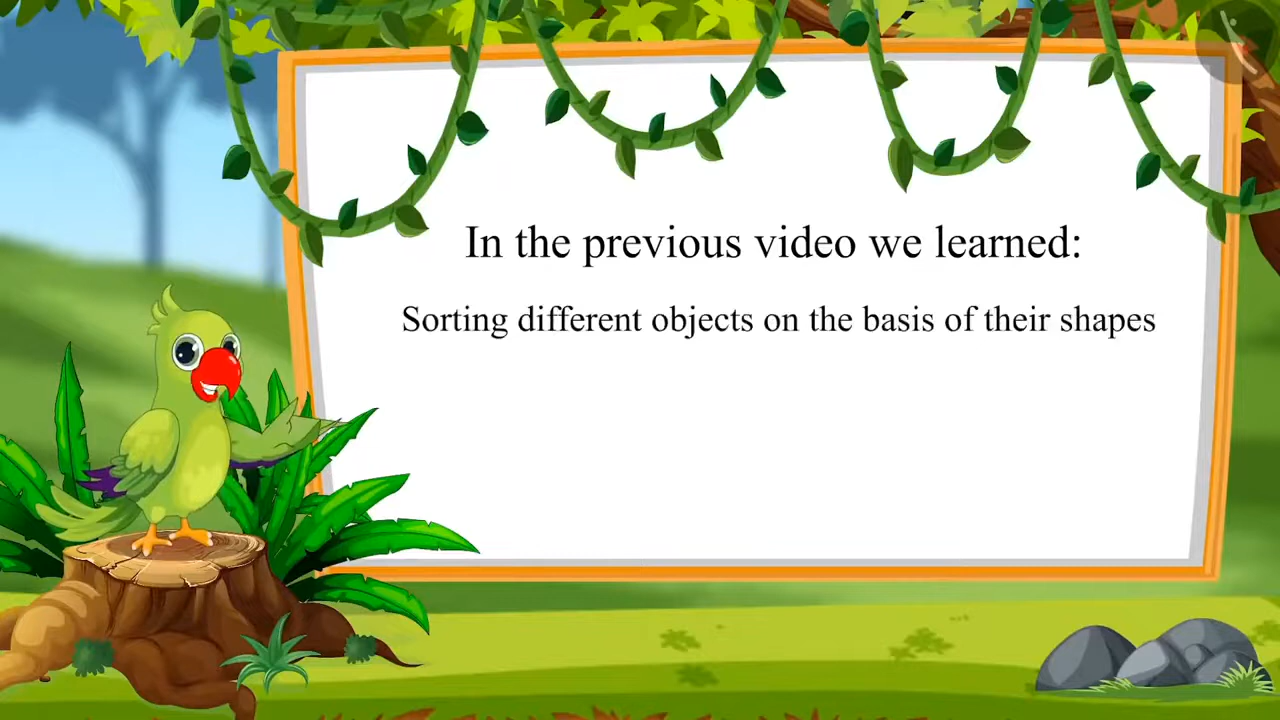 In the previous video we learned:
Sorting different objects on the basis of their shapes